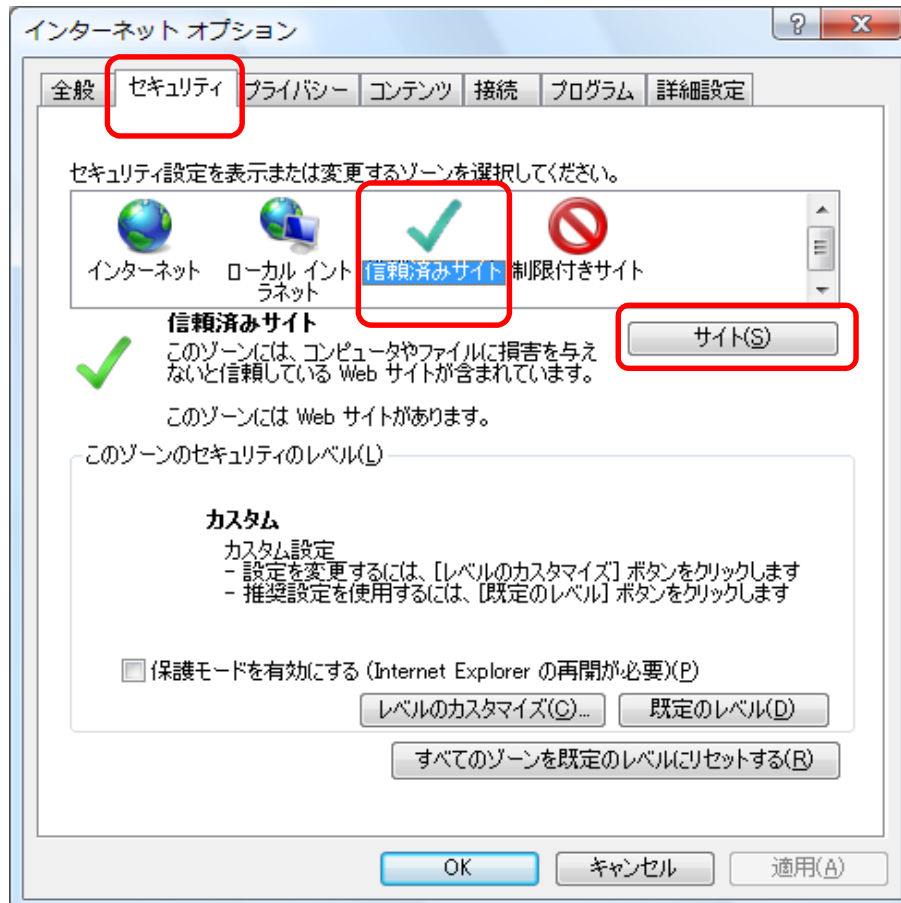 インターネット オプション
全般 セキュリティ プライバシー コンテンツ 接続 プログラム 詳細設定
セキュリティ設定を表示または変更するゾーンを選択してください。
インターネット ローカル イント 信頼済みサイト 制限付きサイト
ラネット
信頼済みサイト
サイト(S)
このゾーンには、コンピュータやファイルに損害を与え
ないと信頼している Web サイトが含まれています。
このゾーンには Web サイトがあります。
このゾーンのセキュリティのレベル(L)
カスタム
カスタム設定
- 設定を変更するには、[レベルのカスタマイズ] ボタンをクリックします
- 推奨設定を使用するには、[既定のレベル] ボタンをクリックします
保護モードを有効にする (Internet Explorer の再開が必要)(P)
レベルのカスタマイズ(C)... 既定のレベル(D)
すべてのゾーンを既定のレベルにリセットする(R)
OK キャンセル 適用(A)